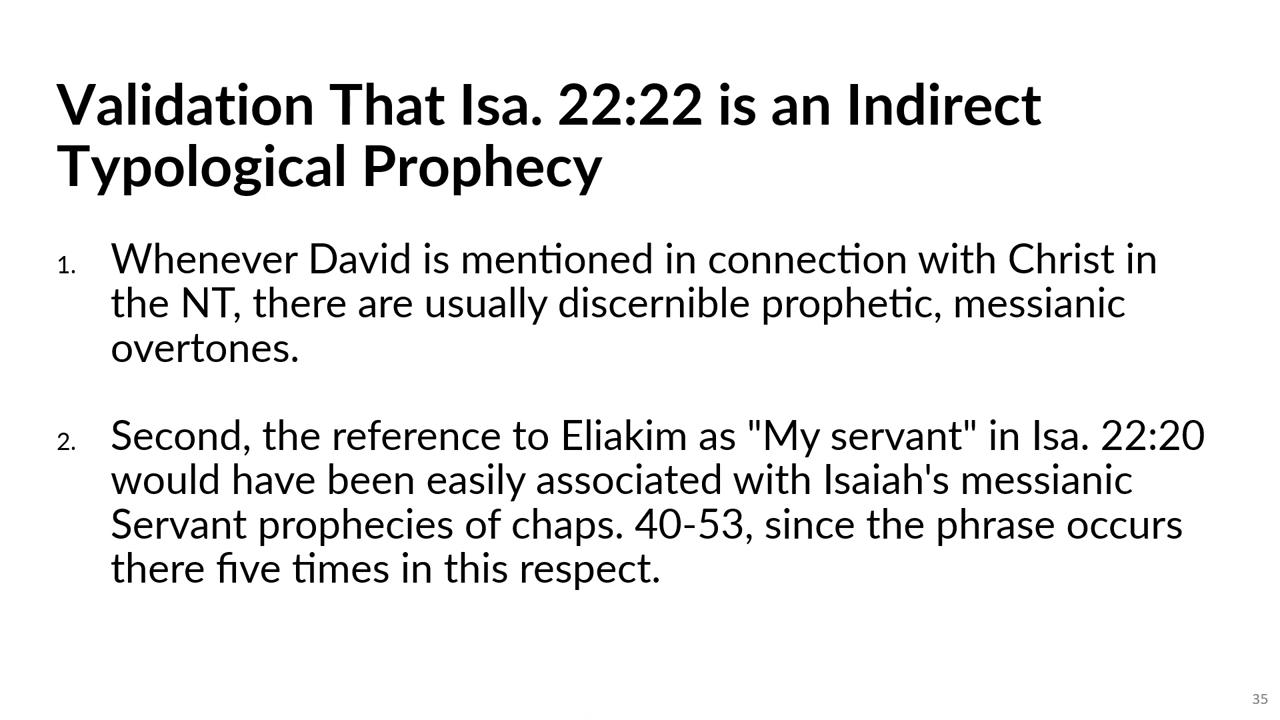 Validation That Isa. 22:22 is an Indirect
Typological Prophecy
1. Whenever David is mentioned in connection with Christ in
the NT, there are usually discernible prophetic, messianic
overtones.
2. Second, the reference to Eliakim as "My servant" in Isa. 22:20
would have been easily associated with Isaiah's messianic
Servant prophecies of chaps. 40-53, since the phrase occurs
there five times in this respect.
35